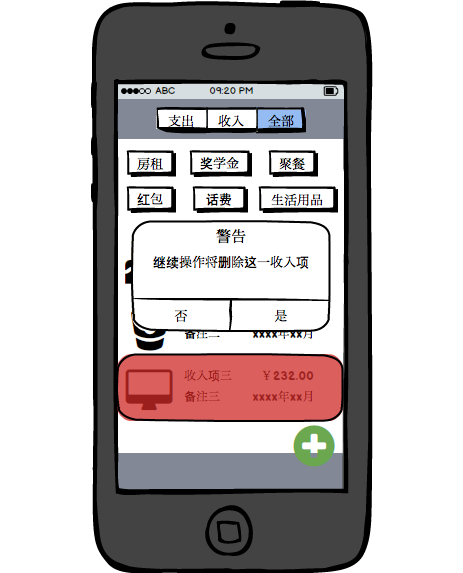 ABC 09:20 PM
支出 收入 全部
房租 奖学金 聚餐
红包 话费 生活用品
警告
继续操作将删除这一收入项
否 是
备注二 xxxx年xx月
收入项三 ￥232.00
备注三 xxxx年xx月